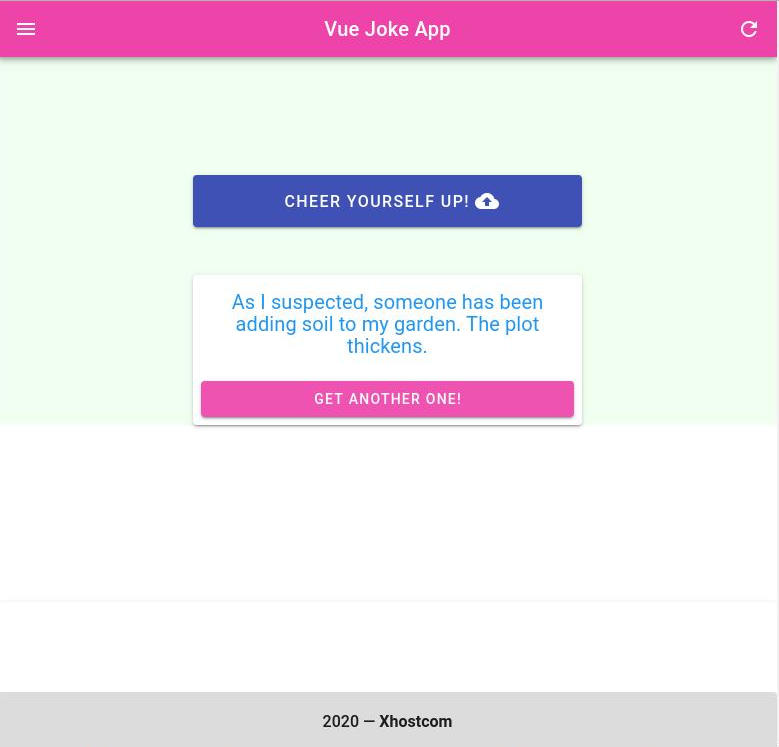 Vue Joke App
CHEER YOURSELF UP!
As I suspected, someone has been
adding soil to my garden. The plot
thickens.
GET ANOTHER ONE!
2020 — Xhostcom